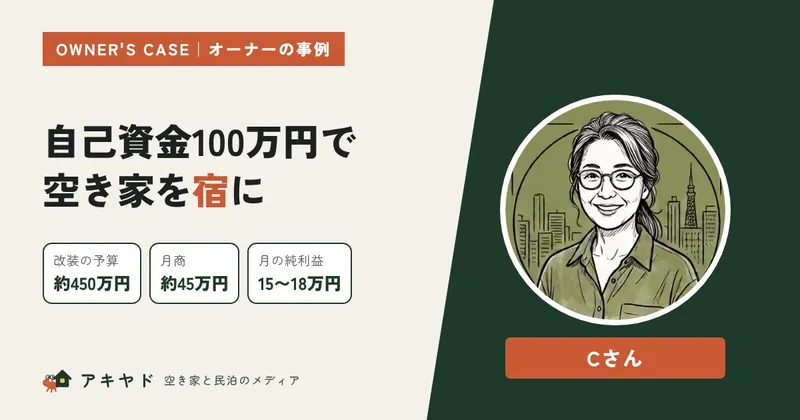 OWNER'S CASE｜オーナーの事例
自己資金100万円で
空き家を宿に
改装の予算
約450万円
月商
約45万円
月の純利益
15〜18万円
Cさん
アキヤド 空き家と民泊のメディア